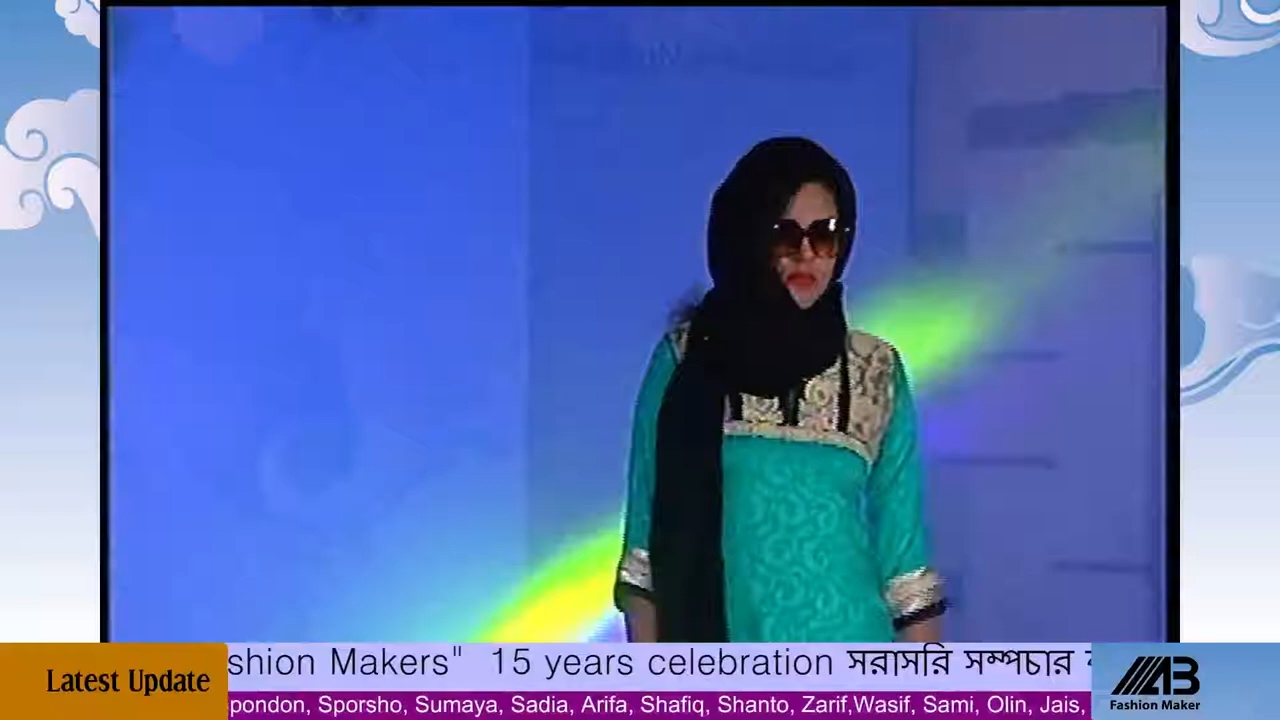 Latest Update
shion Makers" 15 years celebration সরাসরি সম্পচার
pondon, Sporsho, Sumaya, Sadia, Arifa, Shafiq, Shanto, Zarif,Wasif, Sami, Olin, Jais,
AB
Fashion Maker